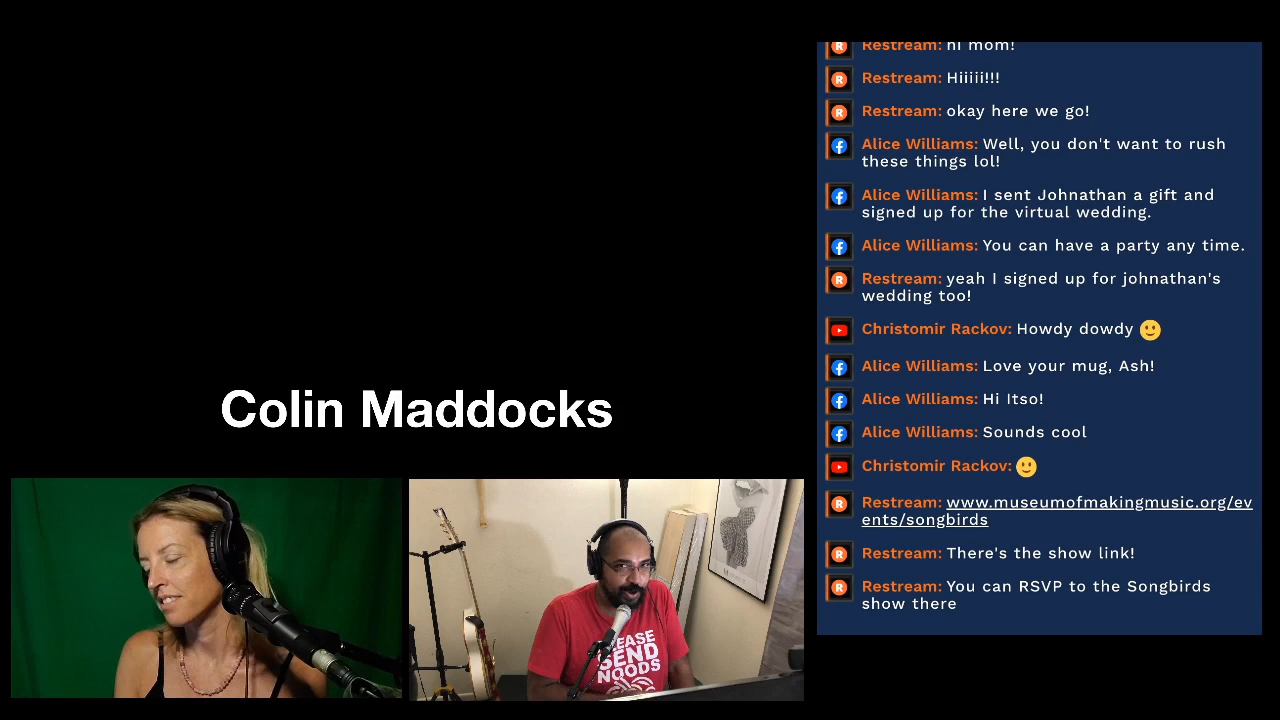 Colin Maddocks
PLEASE
SEND
NOODS
Restream: hi mom!
Restream: Hiiiii!!!
Restream: okay here we go!
Alice Williams: Well, you don't want to rush
these things lol!
Alice Williams: I sent Johnathan a gift and
signed up for the virtual wedding.
Alice Williams: You can have a party any time.
Restream: yeah I signed up for johnathan's
wedding too!
Christomir Rackov: Howdy dowdy 🙂
Alice Williams: Love your mug, Ash!
Alice Williams: Hi Itso!
Alice Williams: Sounds cool
Christomir Rackov: 🙂
Restream: www.museumofmakingmusic.org/ev
ents/songbirds
Restream: There's the show link!
Restream: You can RSVP to the Songbirds
show there